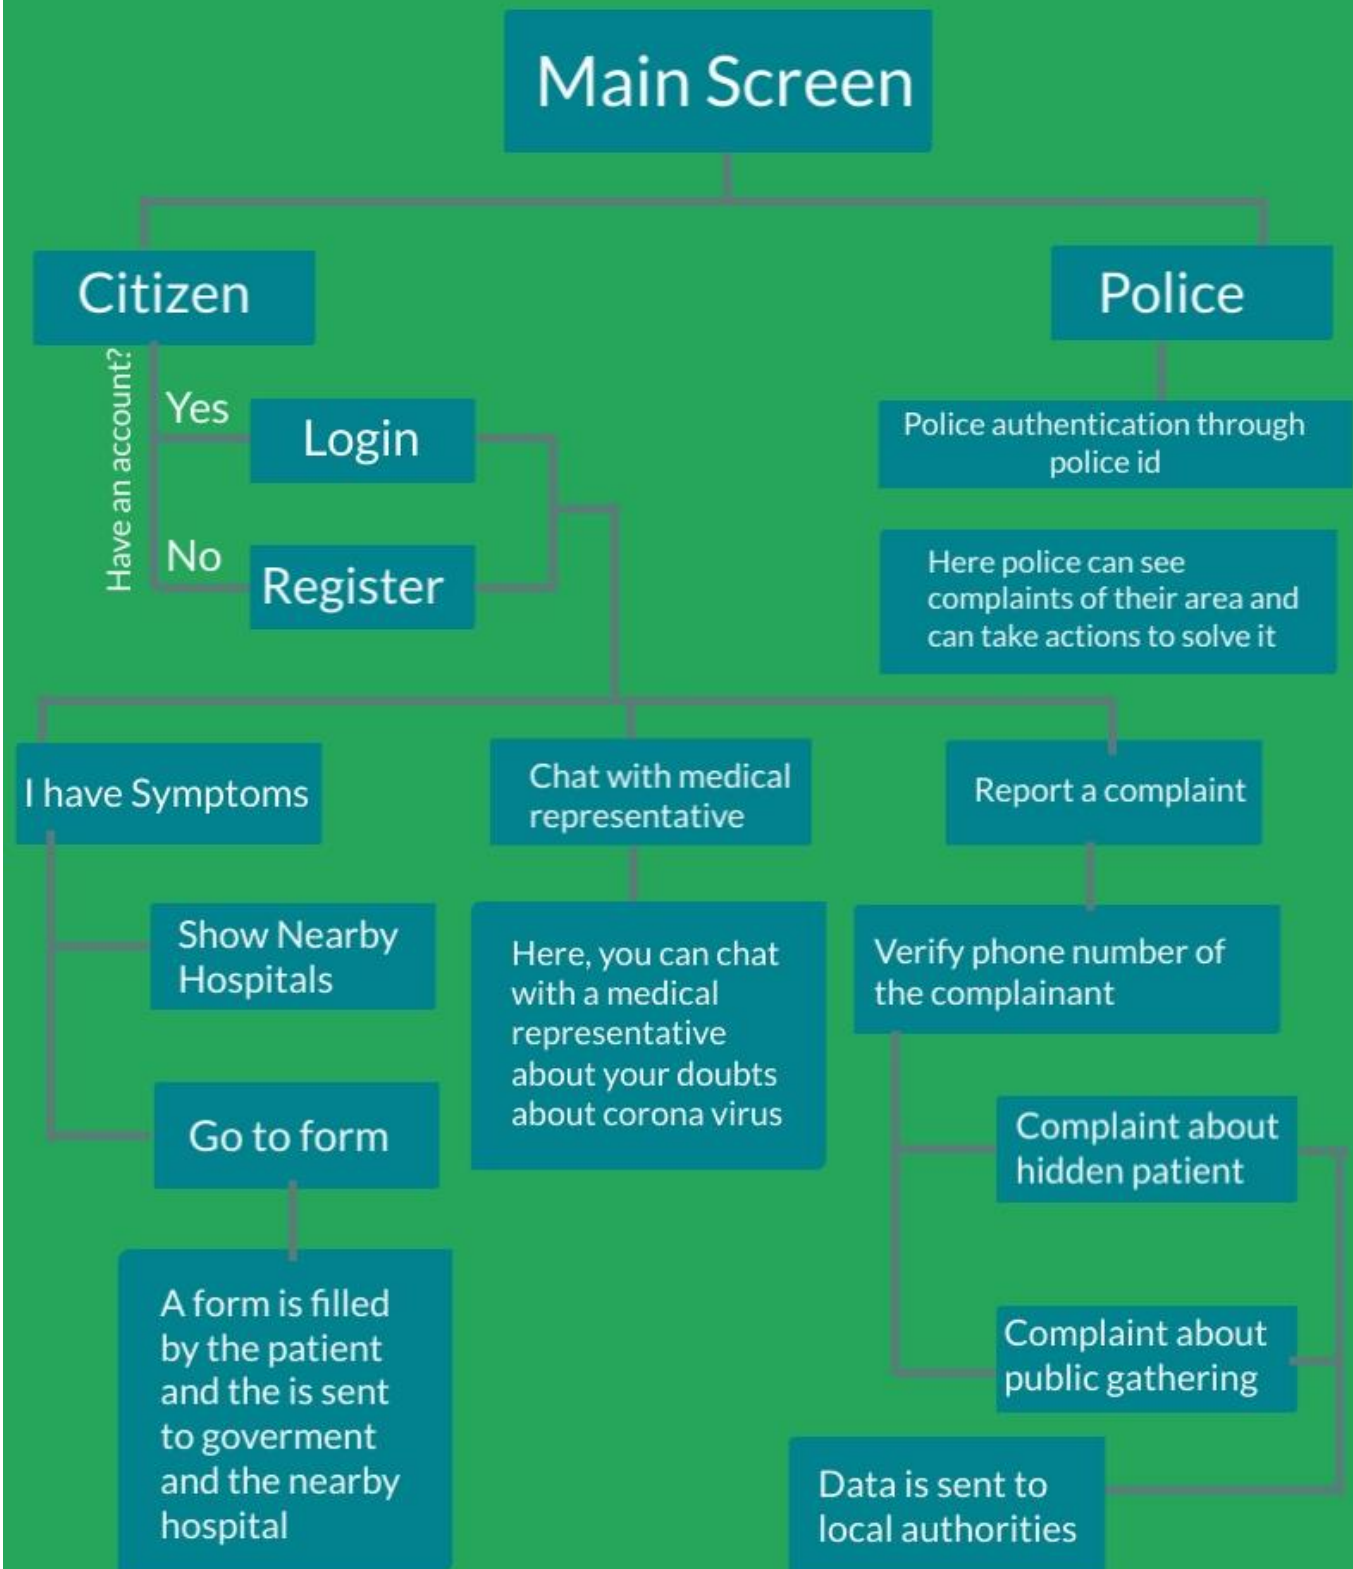 Main Screen
Citizen
Police
Have an account?
Yes
Login
No
Register
Police authentication through
police id
Here police can see
complaints of their area and
can take actions to solve it
I have Symptoms
Show Nearby
Hospitals
Go to form
A form is filled
by the patient
and the is sent
to goverment
and the nearby
hospital
Chat with medical
representative
Here, you can chat
with a medical
representative
about your doubts
about corona virus
Report a complaint
Verify phone number of
the complainant
Complaint about
hidden patient
Complaint about
public gathering
Data is sent to
local authorities